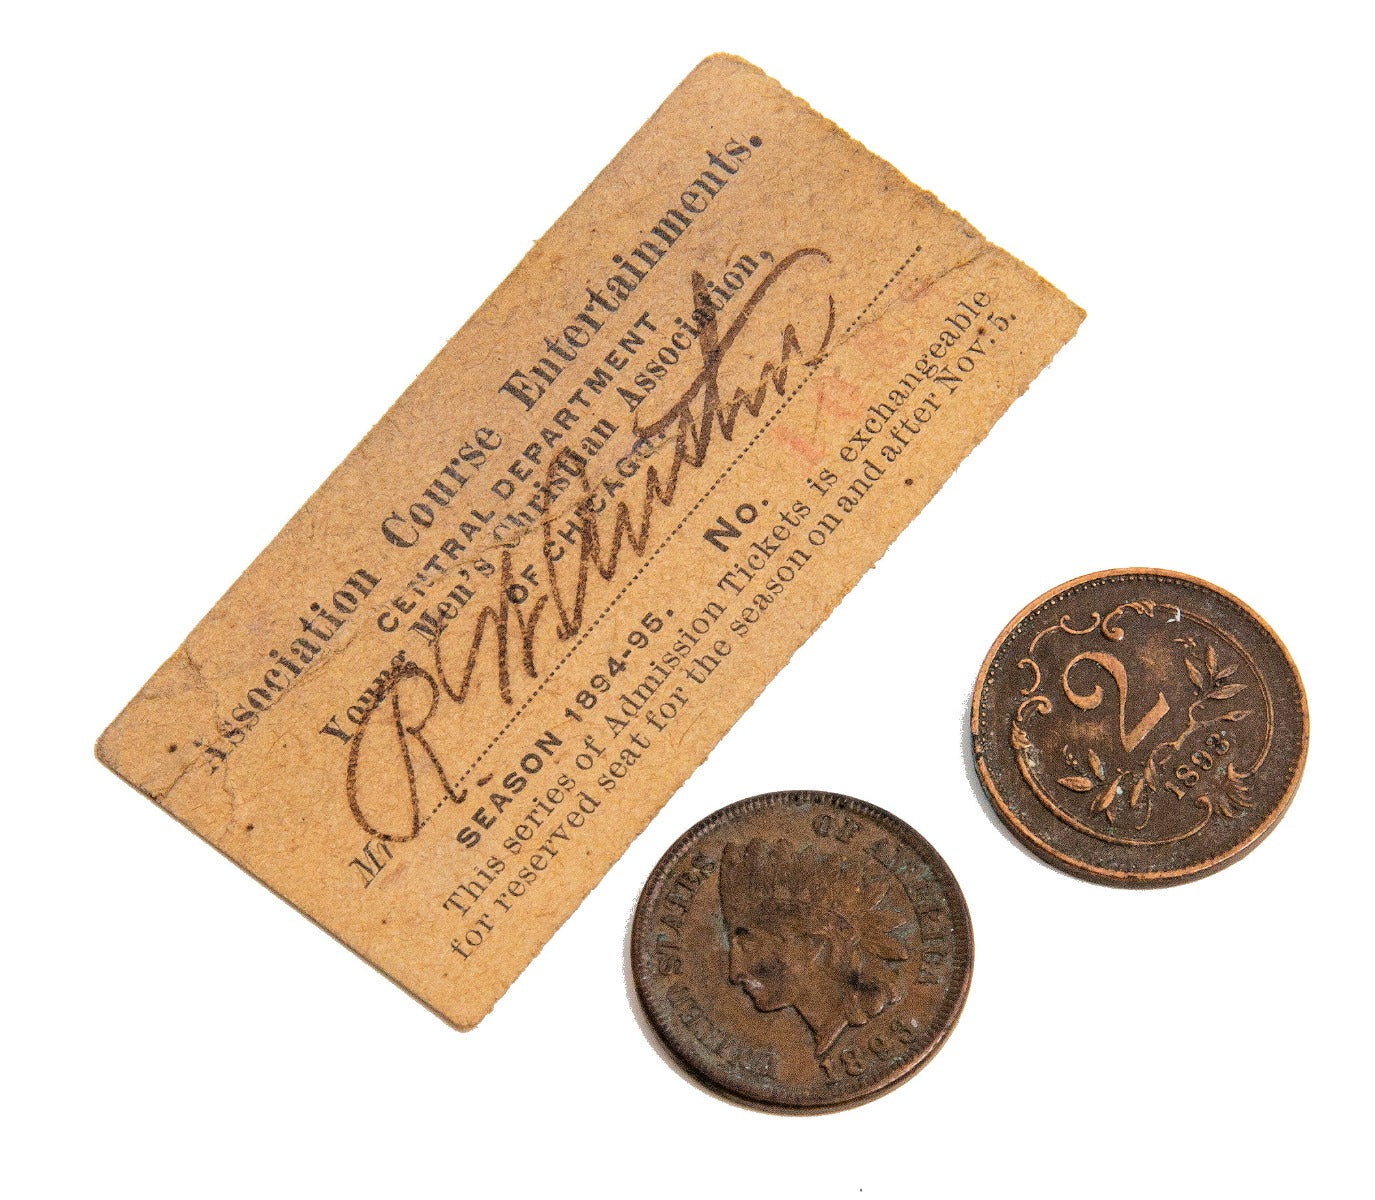 Association Course Entertainments.
CENTRAL DEPARTMENT
Young Men's Christian Association,
OF CHICAGO.
Mr
SEASON 1894-95. No.
This series of Admission Tickets is exchangeable
for reserved seat for the season on and after Nov. 5.
UNITED STATES OF AMERICA
1893
2
1893